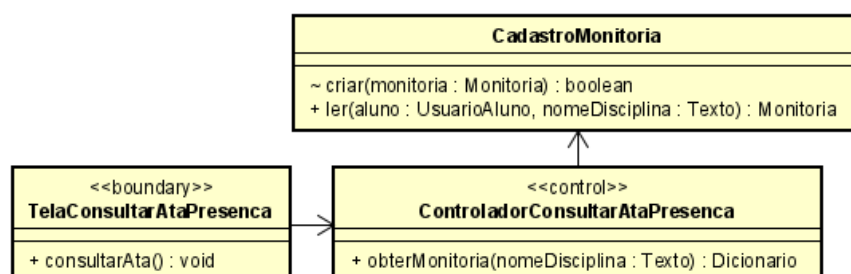 CadastroMonitoria
~ criar(monitoria : Monitoria) : boolean
+ ler(aluno : UsuarioAluno, nomeDisciplina : Texto) : Monitoria
<<boundary>>
TelaConsultarAtaPresenca
+ consultarAta() : void
<<control>>
ControladorConsultarAtaPresenca
+ obterMonitoria(nomeDisciplina : Texto) : Dicionario